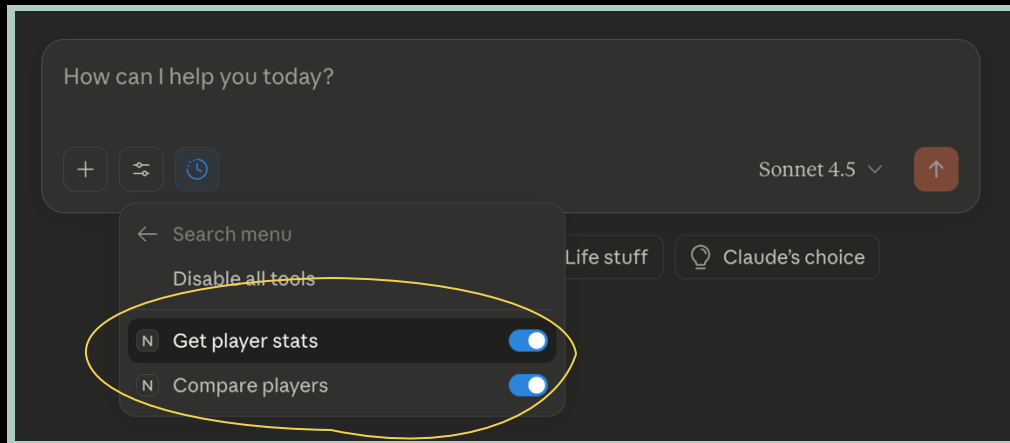 How can I help you today?
Sonnet 4.5
Search menu
Life stuff
Claude's choice
Disable all tools
N Get player stats
N Compare players